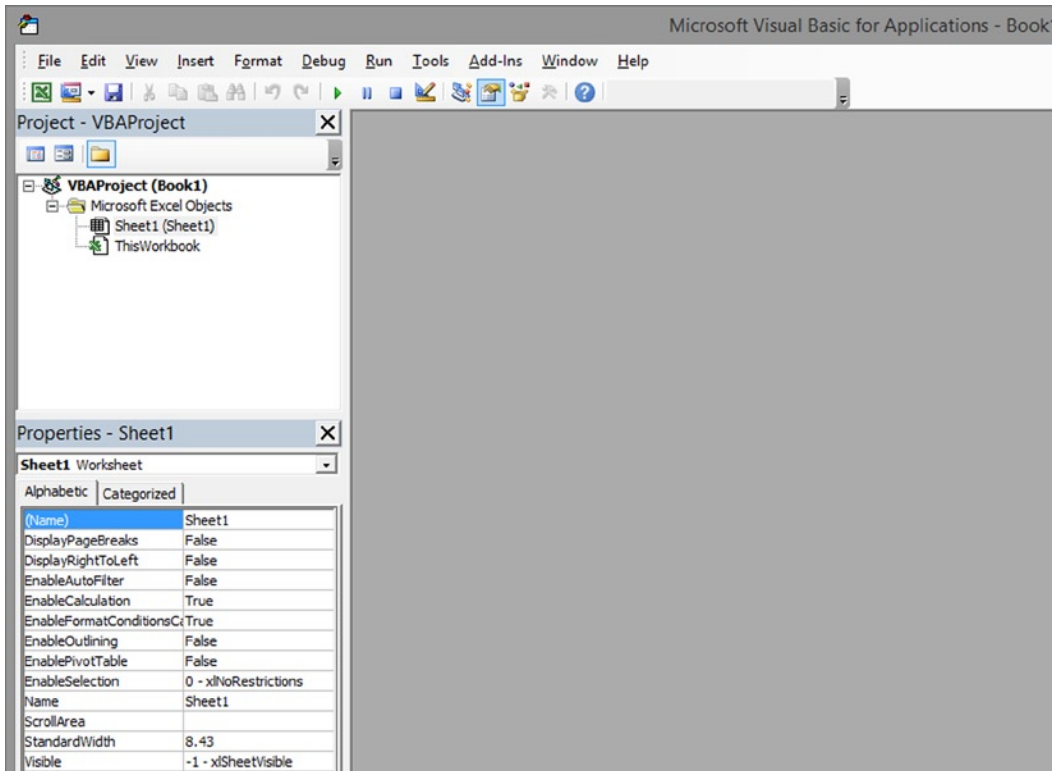 Microsoft Visual Basic for Applications - Book1
File Edit View Insert Format Debug Run Tools Add-Ins Window Help
Project - VBAProject
VBAProject (Book1)
Microsoft Excel Objects
Sheet1 (Sheet1)
ThisWorkbook
Properties - Sheet1
Sheet1 Worksheet
Alphabetic Categorized
(Name) Sheet1
DisplayPageBreaks False
DisplayRightToLeft False
EnableAutoFilter False
EnableCalculation True
EnableFormatConditionsCa True
EnableOutlining False
EnablePivotTable False
EnableSelection 0 - xlNoRestrictions
Name Sheet1
ScrollArea
StandardWidth 8.43
Visible -1 - xlSheetVisible